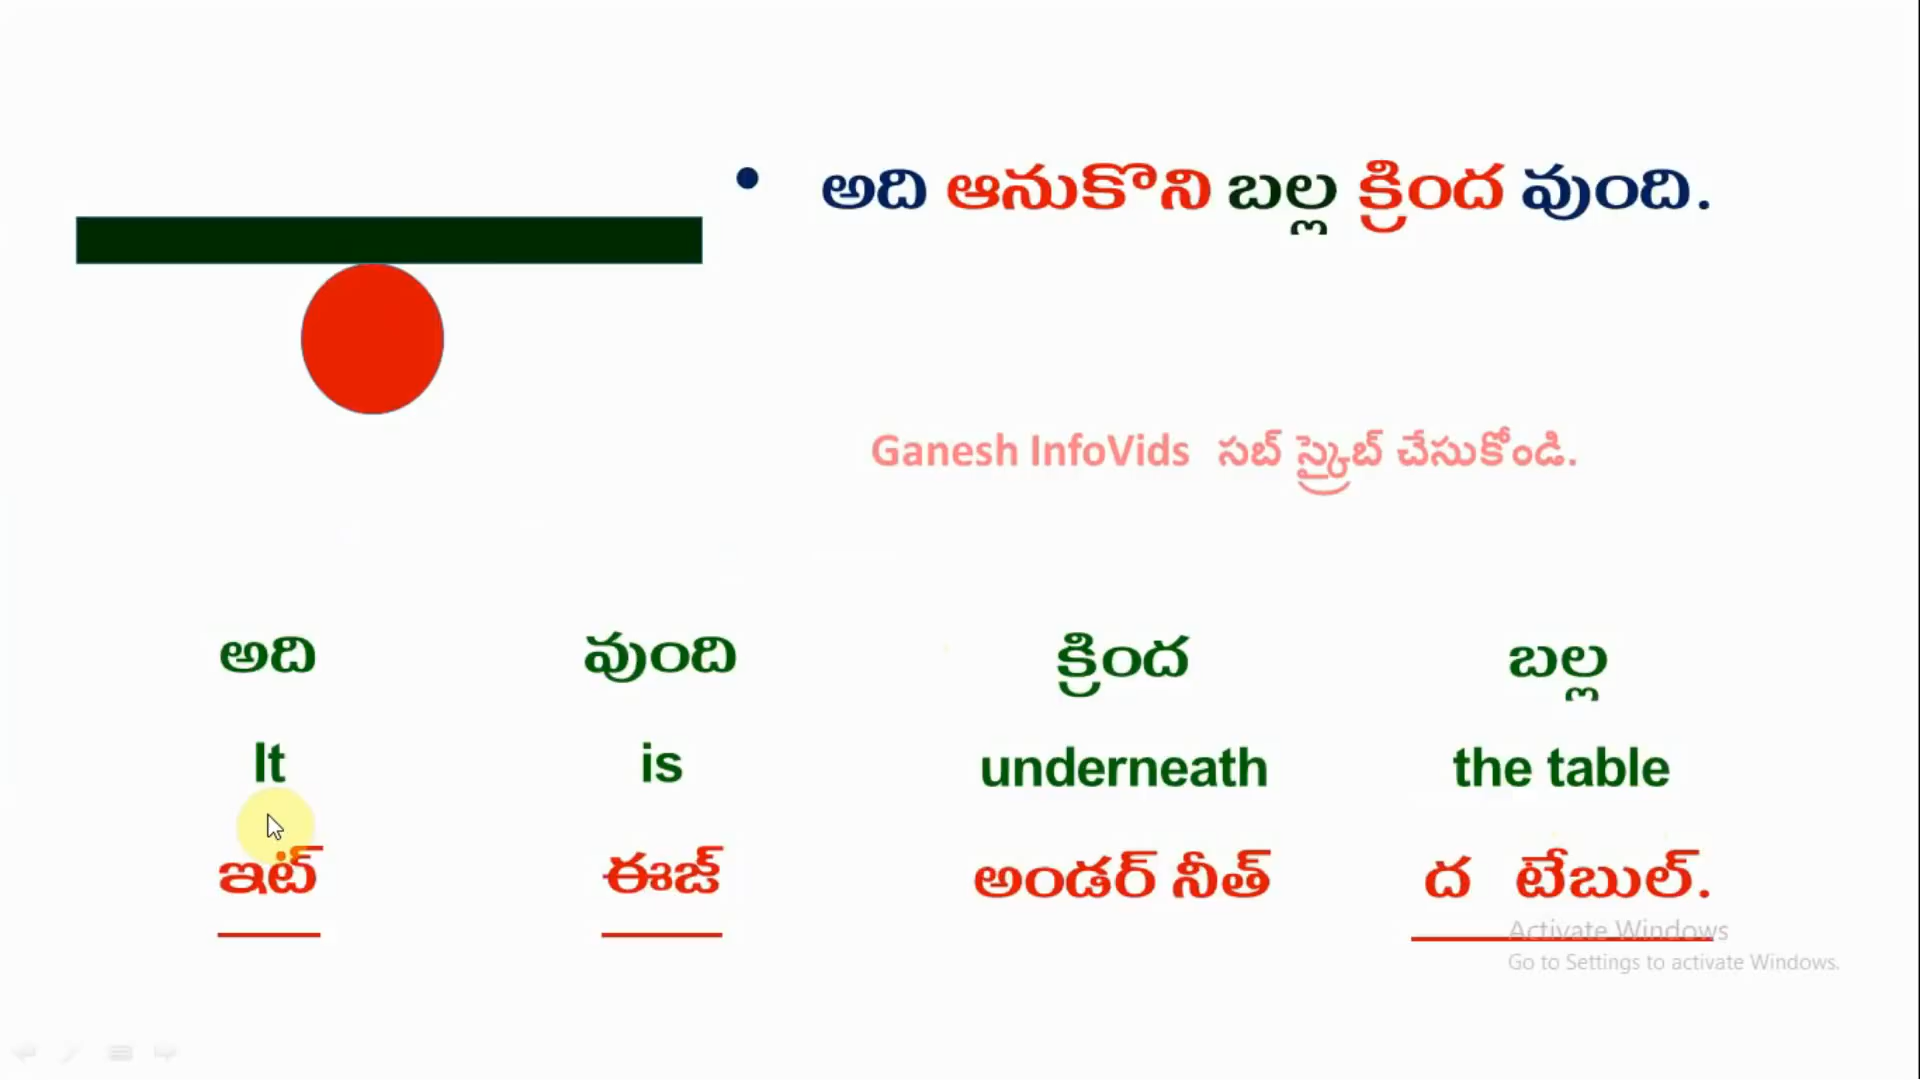 • అది ఆనుకొని బల్ల క్రింద వుంది.
Ganesh InfoVids సబ్ స్క్రైబ్ చేసుకోండి.
అది వుంది క్రింద బల్ల
It is underneath the table
ఇట్ ఈజ్ అండర్ నీత్ ద టేబుల్.
Activate Windows
Go to Settings to activate Windows.